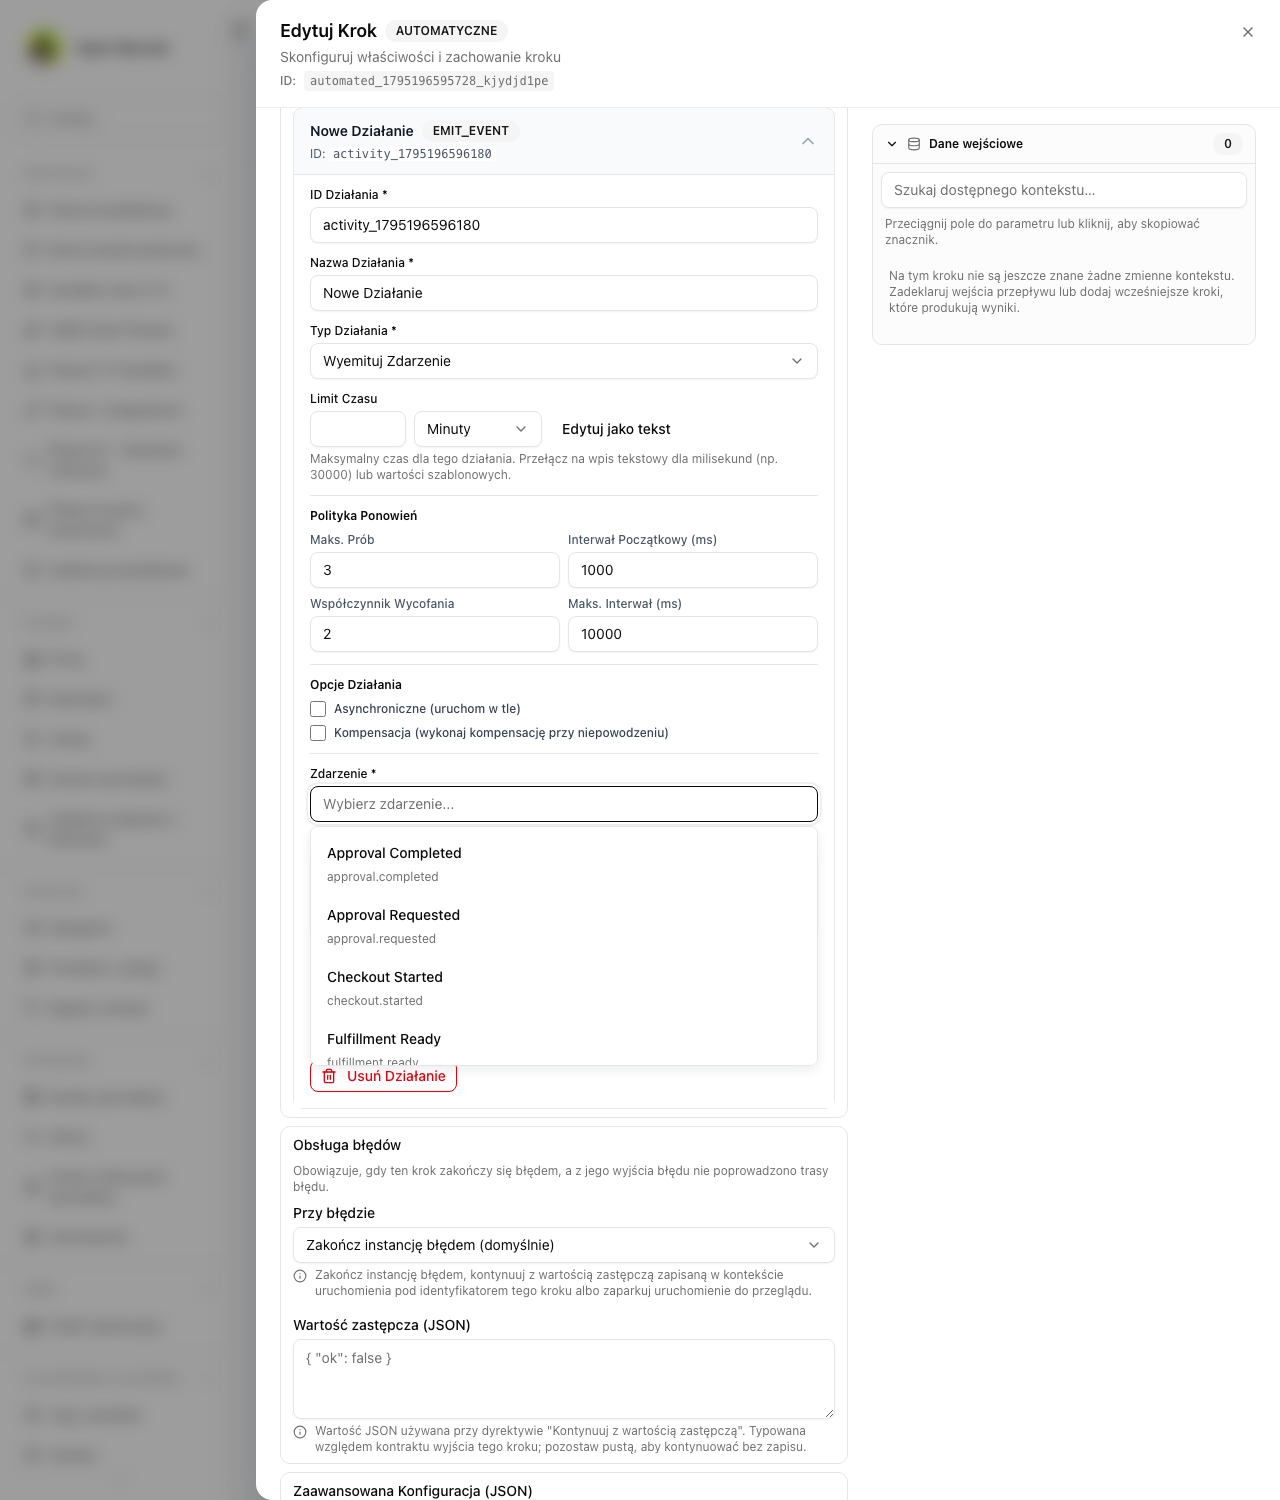 Edytuj Krok
AUTOMATYCZNE
Skonfiguruj właściwości i zachowanie kroku
ID: automated_1795196595728_kjydjd1pe
Nowe Działanie
EMIT_EVENT
ID: activity_1795196596180
ID Działania *
activity_1795196596180
Nazwa Działania *
Nowe Działanie
Typ Działania *
Wyemituj Zdarzenie
Limit Czasu
Minuty
Edytuj jako tekst
Maksymalny czas dla tego działania. Przełącz na wpis tekstowy dla milisekund (np.
30000) lub wartości szablonowych.
Polityka Ponowień
Maks. Prób
Interwał Początkowy (ms)
3
1000
Współczynnik Wycofania
Maks. Interwał (ms)
2
10000
Opcje Działania
Asynchroniczne (uruchom w tle)
Kompensacja (wykonaj kompensację przy niepowodzeniu)
Zdarzenie *
Wybierz zdarzenie...
Approval Completed
approval.completed
Approval Requested
approval.requested
Checkout Started
checkout.started
Fulfillment Ready
fulfillment.ready
Usuń Działanie
Obsługa błędów
Obowiązuje, gdy ten krok zakończy się błędem, a z jego wyjścia błędu nie poprowadzono trasy
błędu.
Przy błędzie
Zakończ instancję błędem (domyślnie)
Zakończ instancję błędem, kontynuuj z wartością zastępczą zapisaną w kontekście
uruchomienia pod identyfikatorem tego kroku albo zaparkuj uruchomienie do przeglądu.
Wartość zastępcza (JSON)
{ "ok": false }
Wartość JSON używana przy dyrektywie "Kontynuuj z wartością zastępczą". Typowana
względem kontraktu wyjścia tego kroku; pozostaw pustą, aby kontynuować bez zapisu.
Zaawansowana Konfiguracja (JSON)
Dane wejściowe
0
Szukaj dostępnego kontekstu...
Przeciągnij pole do parametru lub kliknij, aby skopiować
znacznik.
Na tym kroku nie są jeszcze znane żadne zmienne kontekstu.
Zadeklaruj wejścia przepływu lub dodaj wcześniejsze kroki,
które produkują wyniki.